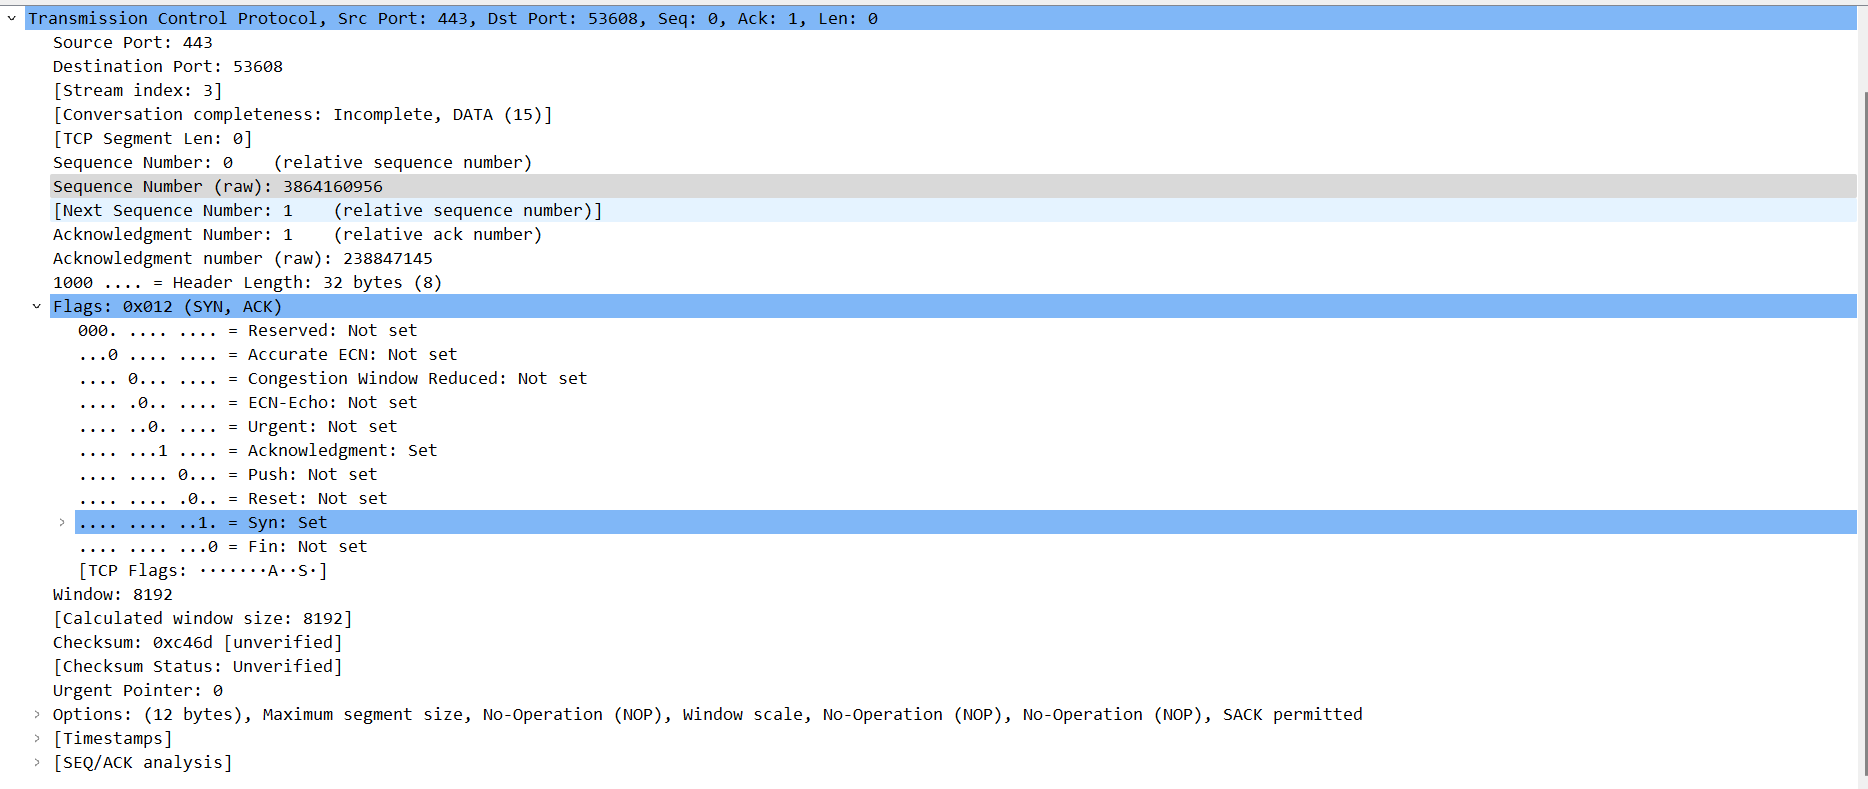 Transmission Control Protocol, Src Port: 443, Dst Port: 53608, Seq: 0, Ack: 1, Len: 0
Source Port: 443
Destination Port: 53608
[Stream index: 3]
[Conversation completeness: Incomplete, DATA (15)]
[TCP Segment Len: 0]
Sequence Number: 0    (relative sequence number)
Sequence Number (raw): 3864160956
[Next Sequence Number: 1    (relative sequence number)]
Acknowledgment Number: 1    (relative ack number)
Acknowledgment number (raw): 238847145
1000 .... = Header Length: 32 bytes (8)
Flags: 0x012 (SYN, ACK)
000. .... .... = Reserved: Not set
...0 .... .... = Accurate ECN: Not set
.... 0... .... = Congestion Window Reduced: Not set
.... .0.. .... = ECN-Echo: Not set
.... ..0. .... = Urgent: Not set
.... ...1 .... = Acknowledgment: Set
.... .... 0... = Push: Not set
.... .... .0.. = Reset: Not set
.... .... ..1. = Syn: Set
.... .... ...0 = Fin: Not set
[TCP Flags: ·······A··S·]
Window: 8192
[Calculated window size: 8192]
Checksum: 0xc46d [unverified]
[Checksum Status: Unverified]
Urgent Pointer: 0
Options: (12 bytes), Maximum segment size, No-Operation (NOP), Window scale, No-Operation (NOP), No-Operation (NOP), SACK permitted
[Timestamps]
[SEQ/ACK analysis]